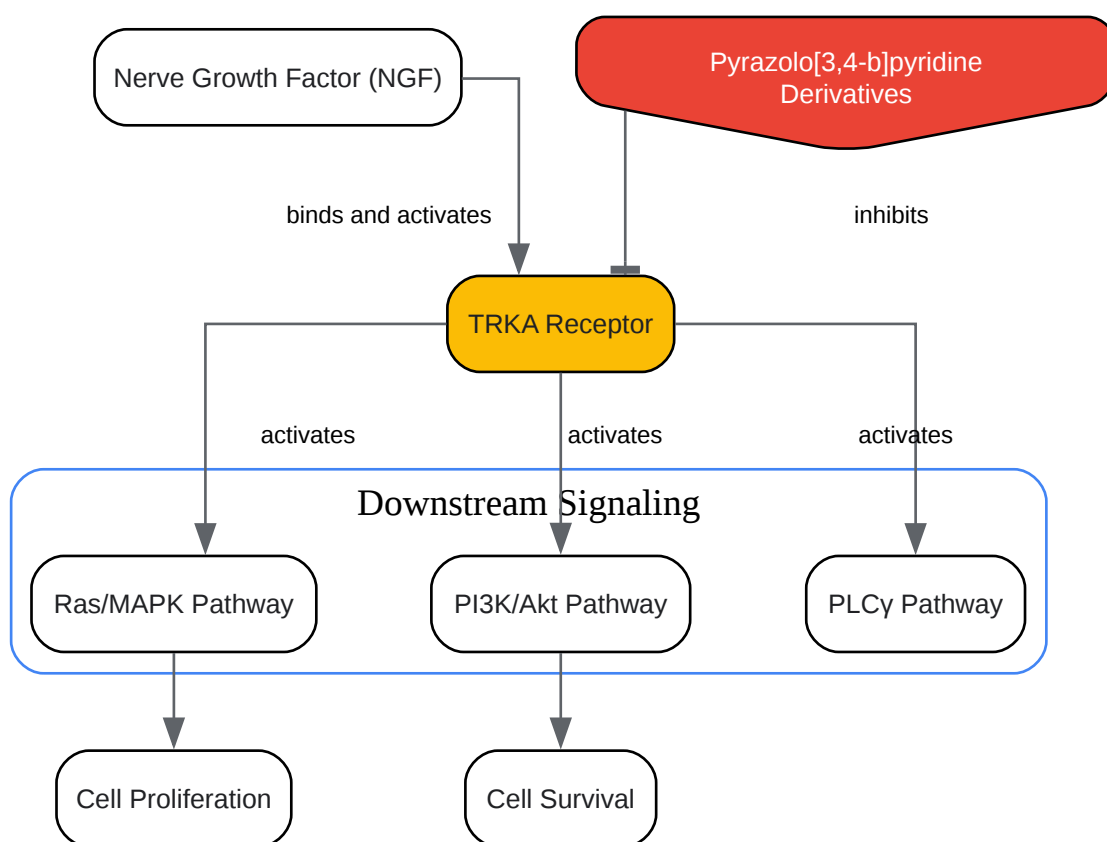 Nerve Growth Factor (NGF)
Pyrazolo[3,4-b]pyridine
Derivatives
binds and activates
inhibits
TRKA Receptor
activates
activates
activates
Downstream Signaling
Ras/MAPK Pathway
PI3K/Akt Pathway
PLCγ Pathway
Cell Proliferation
Cell Survival